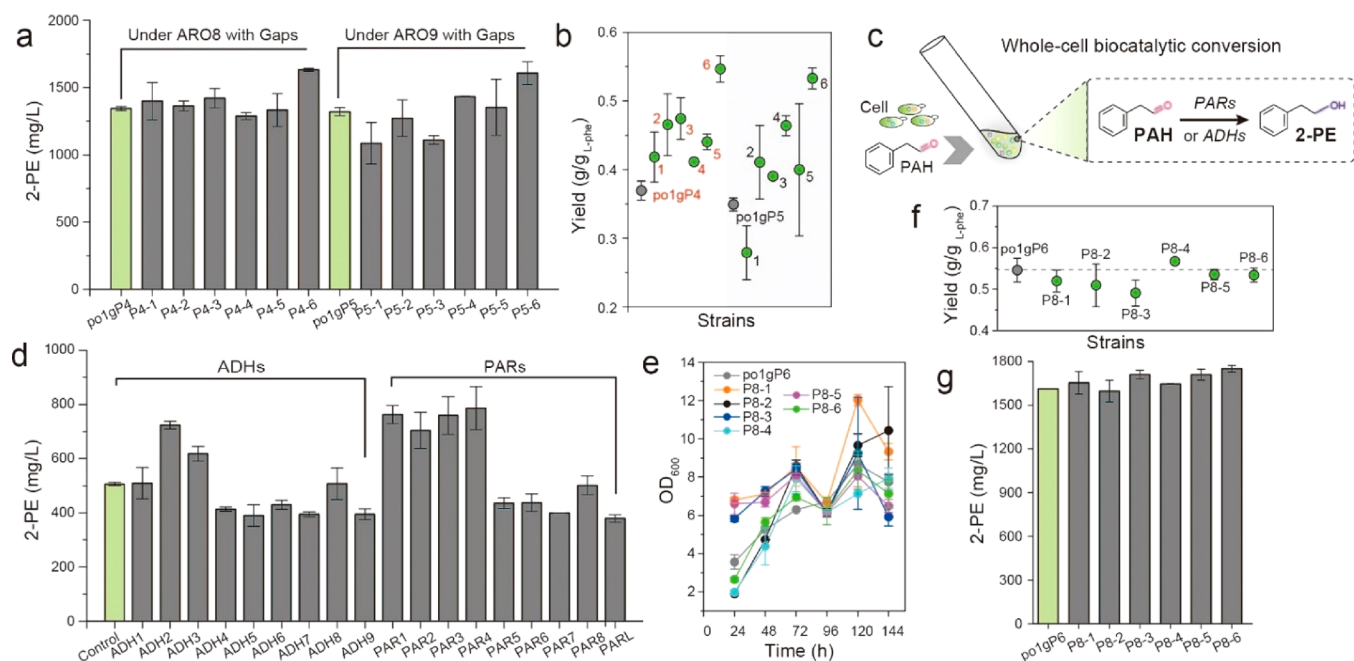 a
Under ARO8 with Gaps
Under ARO9 with Gaps
2-PE (mg/L)
2000
1500
1250
1000
750
500
250
0
po1gP4
P4-1
P4-2
P4-3
P4-4
P4-5
P4-6
po1gP5
P5-1
P5-2
P5-3
P5-4
P5-5
P5-6
b
Yield (g/g L-phe)
0.6
0.5
0.4
0.3
0.2
po1gP4
1
2
3
4
5
6
po1gP5
1
2
3
4
5
6
Strains
c
Whole-cell biocatalytic conversion
Cell
PAH
PAH
PARs
or ADHs
2-PE
OH
d
ADHs
PARs
2-PE (mg/L)
1000
800
600
400
200
0
Control
ADH1
ADH2
ADH3
ADH4
ADH5
ADH6
ADH7
ADH8
ADH9
PAR1
PAR2
PAR3
PAR4
PAR5
PAR6
PAR7
PAR8
PARL
e
OD600
14
12
10
8
6
4
2
po1gP6
P8-1
P8-2
P8-3
P8-4
P8-5
P8-6
0 24 48 72 96 120 144
Time (h)
f
Yield (g/g L-phe)
0.7
0.6
0.5
0.4
po1gP6
P8-1
P8-2
P8-3
P8-4
P8-5
P8-6
Strains
g
2-PE (mg/L)
1800
1500
1200
900
600
300
0
po1gP6
P8-1
P8-2
P8-3
P8-4
P8-5
P8-6